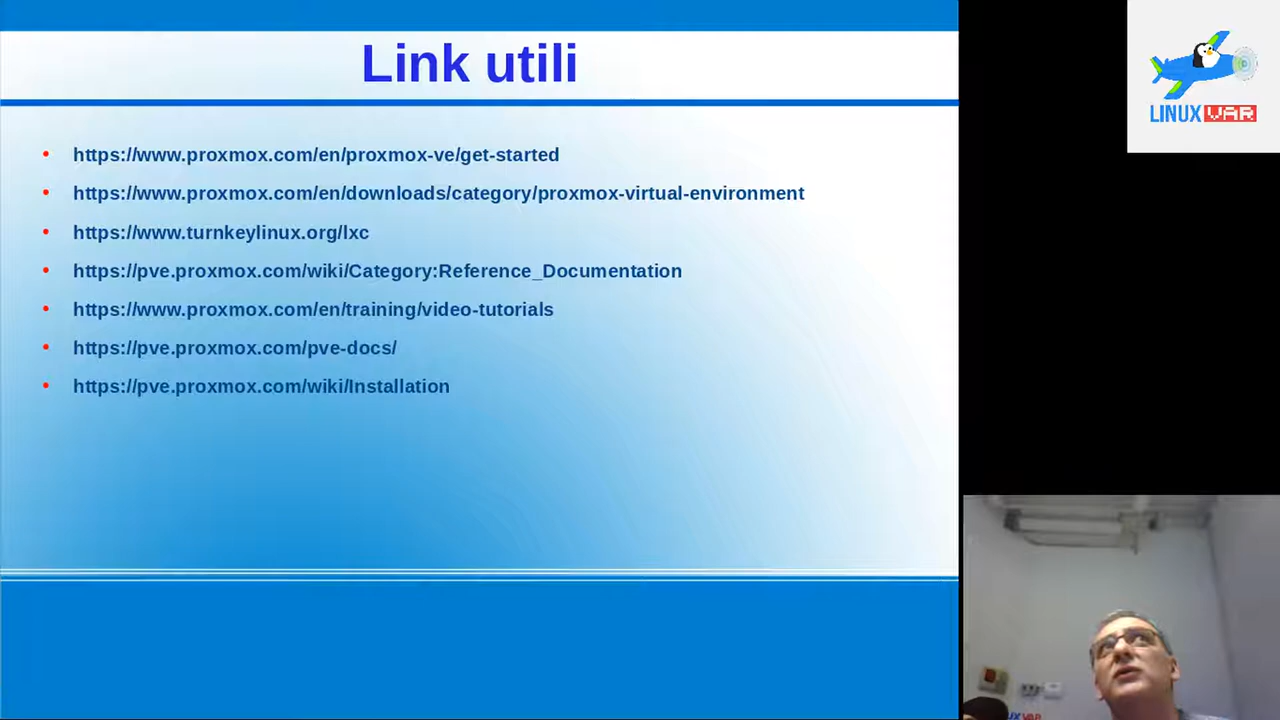 Link utili
https://www.proxmox.com/en/proxmox-ve/get-started
https://www.proxmox.com/en/downloads/category/proxmox-virtual-environment
https://www.turnkeylinux.org/lxc
https://pve.proxmox.com/wiki/Category:Reference_Documentation
https://www.proxmox.com/en/training/video-tutorials
https://pve.proxmox.com/pve-docs/
https://pve.proxmox.com/wiki/Installation
LINUX VAR
UX VAR